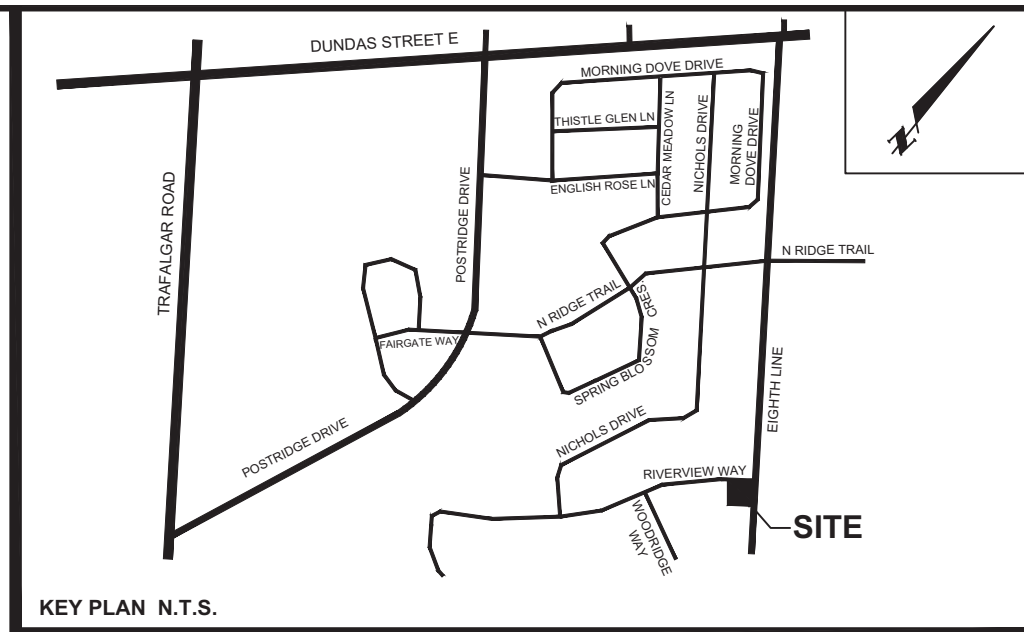 DUNDAS STREET E
MORNING DOVE DRIVE
THISTLE GLEN LN
CEDAR MEADOW LN
NICHOLS DRIVE
MORNING
DOVE DRIVE
ENGLISH ROSE LN
TRAFALGAR ROAD
POSTRIDGE DRIVE
N RIDGE TRAIL
N RIDGE TRAIL
FAIRGATE WAY
SPRING BLOSSOM CRES.
EIGHTH LINE
POSTRIDGE DRIVE
NICHOLS DRIVE
RIVERVIEW WAY
WOODRIDGE
WAY
SITE
N
KEY PLAN N.T.S.